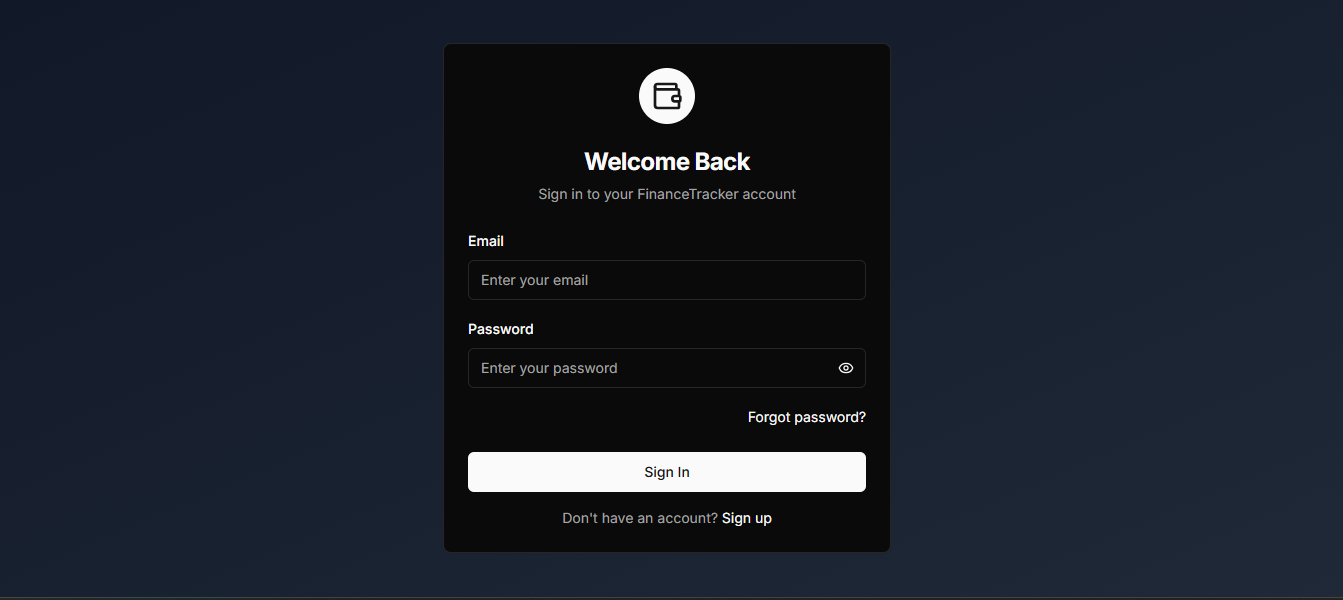 Welcome Back
Sign in to your FinanceTracker account
Email
Enter your email
Password
Enter your password
Forgot password?
Sign In
Don't have an account? Sign up